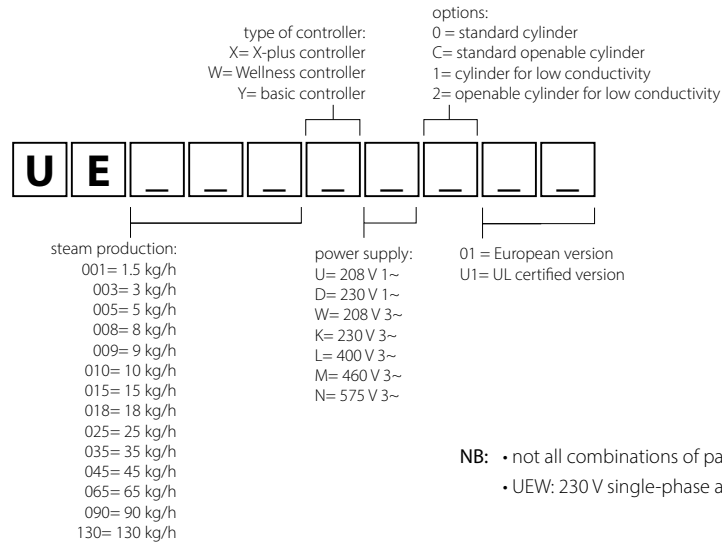 options:
type of controller:
0 = standard cylinder
X= X-plus controller
C= standard openable cylinder
W= Wellness controller
1= cylinder for low conductivity
Y= basic controller
2= openable cylinder for low conductivity
U E _ _ _ _ _ _ _ _
steam production:
001= 1.5 kg/h
003= 3 kg/h
005= 5 kg/h
008= 8 kg/h
009= 9 kg/h
010= 10 kg/h
015= 15 kg/h
018= 18 kg/h
025= 25 kg/h
035= 35 kg/h
045= 45 kg/h
065= 65 kg/h
090= 90 kg/h
130= 130 kg/h
power supply:
U= 208 V 1~
D= 230 V 1~
W= 208 V 3~
K= 230 V 3~
L= 400 V 3~
M= 460 V 3~
N= 575 V 3~
01 = European version
U1= UL certified version
NB: • not all combinations of
• UEW: 230 V single-phase